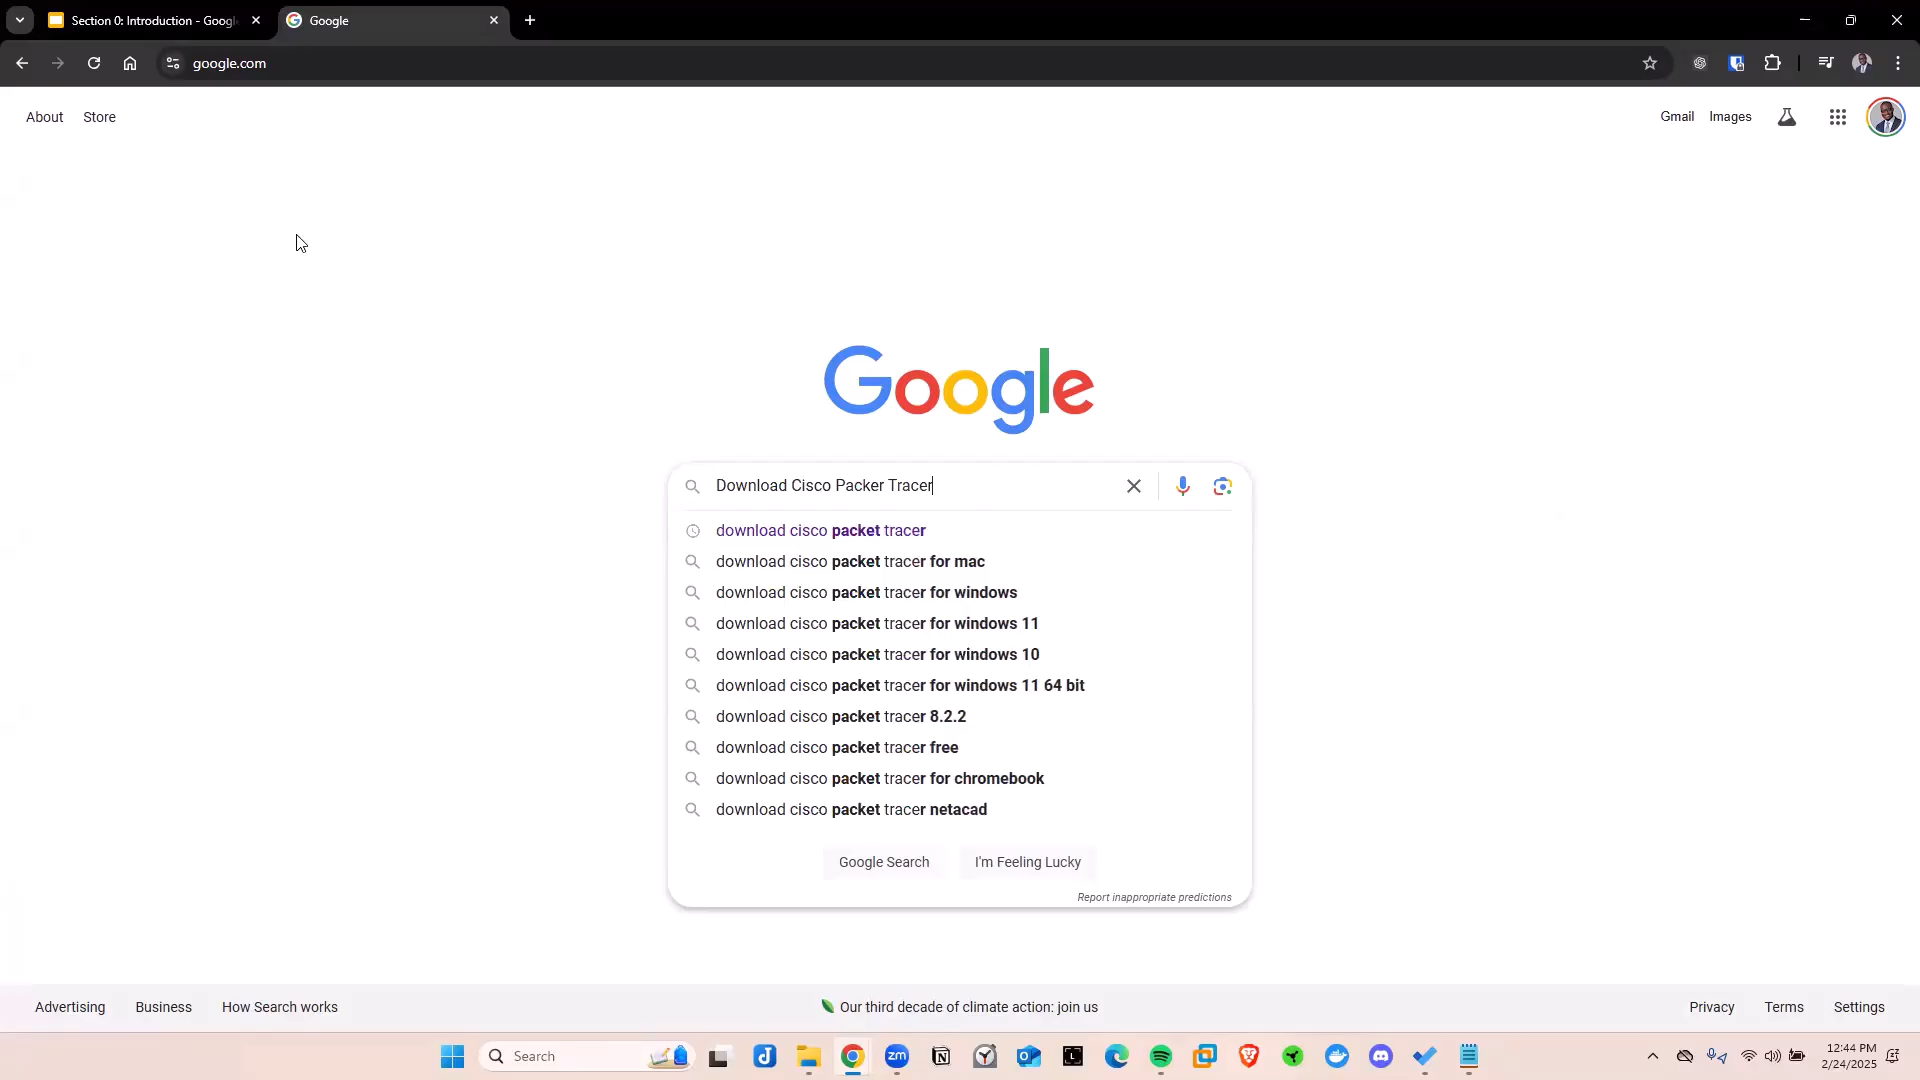 Section 0: Introduction - Googl
Google
google.com
About
Store
Gmail
Images
Google
Download Cisco Packer Tracer
download cisco packet tracer
download cisco packet tracer for mac
download cisco packet tracer for windows
download cisco packet tracer for windows 11
download cisco packet tracer for windows 10
download cisco packet tracer for windows 11 64 bit
download cisco packet tracer 8.2.2
download cisco packet tracer free
download cisco packet tracer for chromebook
download cisco packet tracer netacad
Google Search
I'm Feeling Lucky
Report inappropriate predictions
Advertising
Business
How Search works
Our third decade of climate action: join us
Privacy
Terms
Settings
Search
zm
12:44 PM
2/24/2025